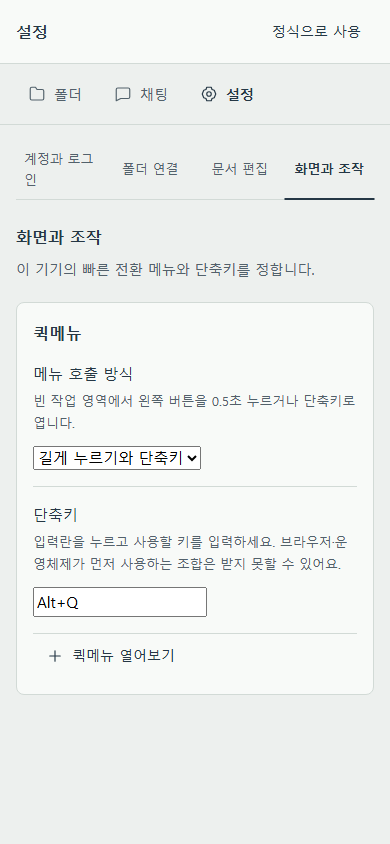 설정
정식으로 사용
폴더
채팅
설정
계정과 로그
인
폴더 연결
문서 편집
화면과 조작
화면과 조작
이 기기의 빠른 전환 메뉴와 단축키를 정합니다.
퀵메뉴
메뉴 호출 방식
빈 작업 영역에서 왼쪽 버튼을 0.5초 누르거나 단축키로
엽니다.
길게 누르기와 단축키
단축키
입력란을 누르고 사용할 키를 입력하세요. 브라우저·운
영체제가 먼저 사용하는 조합은 받지 못할 수 있어요.
Alt+Q
퀵메뉴 열어보기